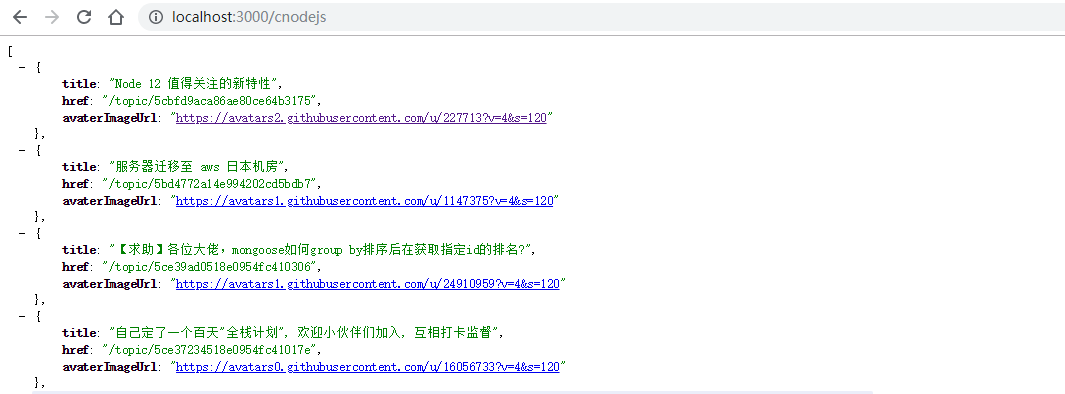 localhost:3000/cnodejs
[
- {
title: "Node 12 值得关注的新特性",
href: "/topic/5cbfd9aca86ae80ce64b3175",
avaterImageUrl: "https://avatars2.githubusercontent.com/u/227713?v=4&s=120"
},
- {
title: "服务器迁移至 aws 日本机房",
href: "/topic/5bd4772a14e994202cd5bdb7",
avaterImageUrl: "https://avatars1.githubusercontent.com/u/1147375?v=4&s=120"
},
- {
title: "【求助】各位大佬，mongoose如何group by排序后在获取指定id的排名?",
href: "/topic/5ce39ad0518e0954fc410306",
avaterImageUrl: "https://avatars1.githubusercontent.com/u/24910959?v=4&s=120"
},
- {
title: "自己定了一个百天"全栈计划", 欢迎小伙伴们加入, 互相打卡监督",
href: "/topic/5ce37234518e0954fc41017e",
avaterImageUrl: "https://avatars0.githubusercontent.com/u/16056733?v=4&s=120"
},